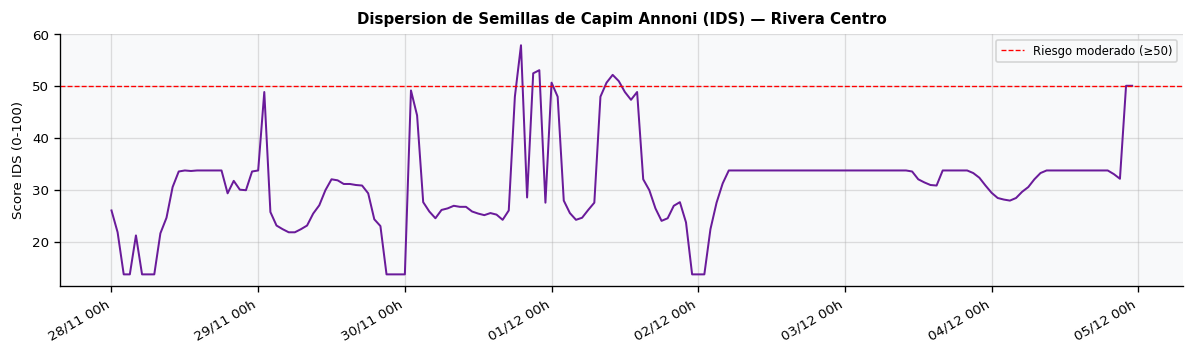 Dispersion de Semillas de Capim Annoni (IDS) — Rivera Centro
Riesgo moderado (≥50)
Score IDS (0-100)
60
50
40
30
20
28/11 00h
29/11 00h
30/11 00h
01/12 00h
02/12 00h
03/12 00h
04/12 00h
05/12 00h